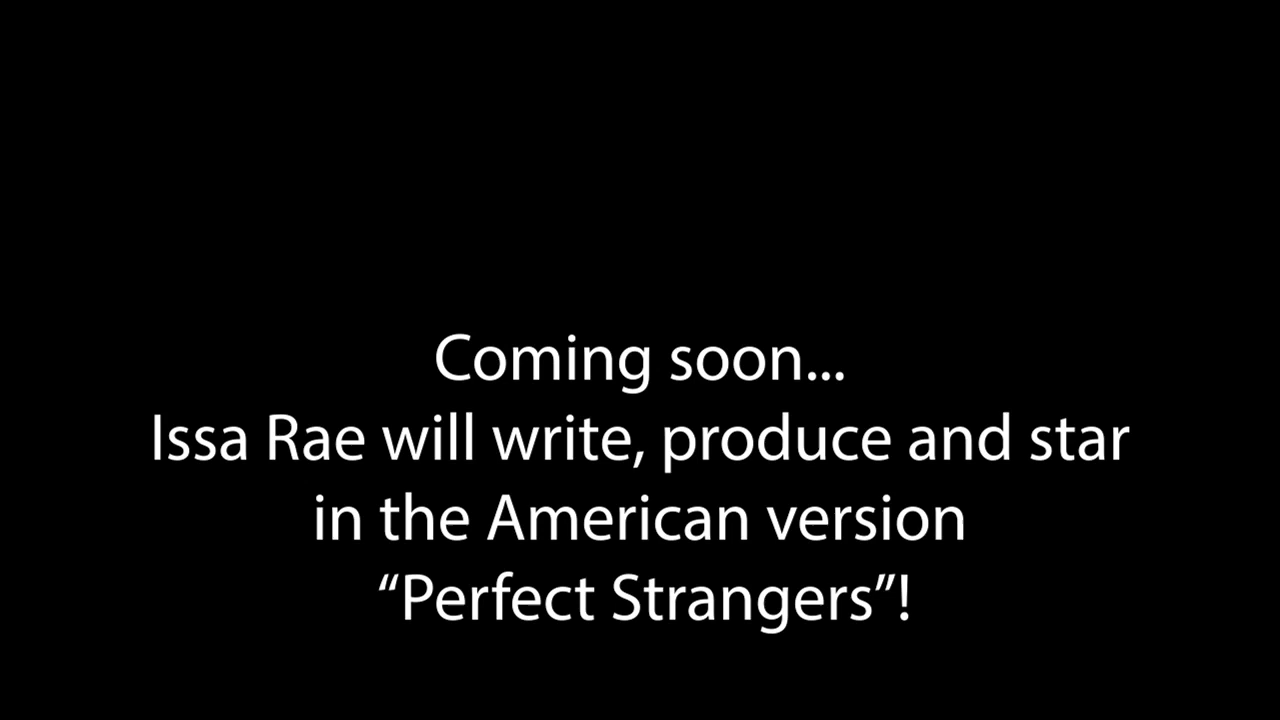 Coming soon...
Issa Rae will write, produce and star
in the American version
“Perfect Strangers”!